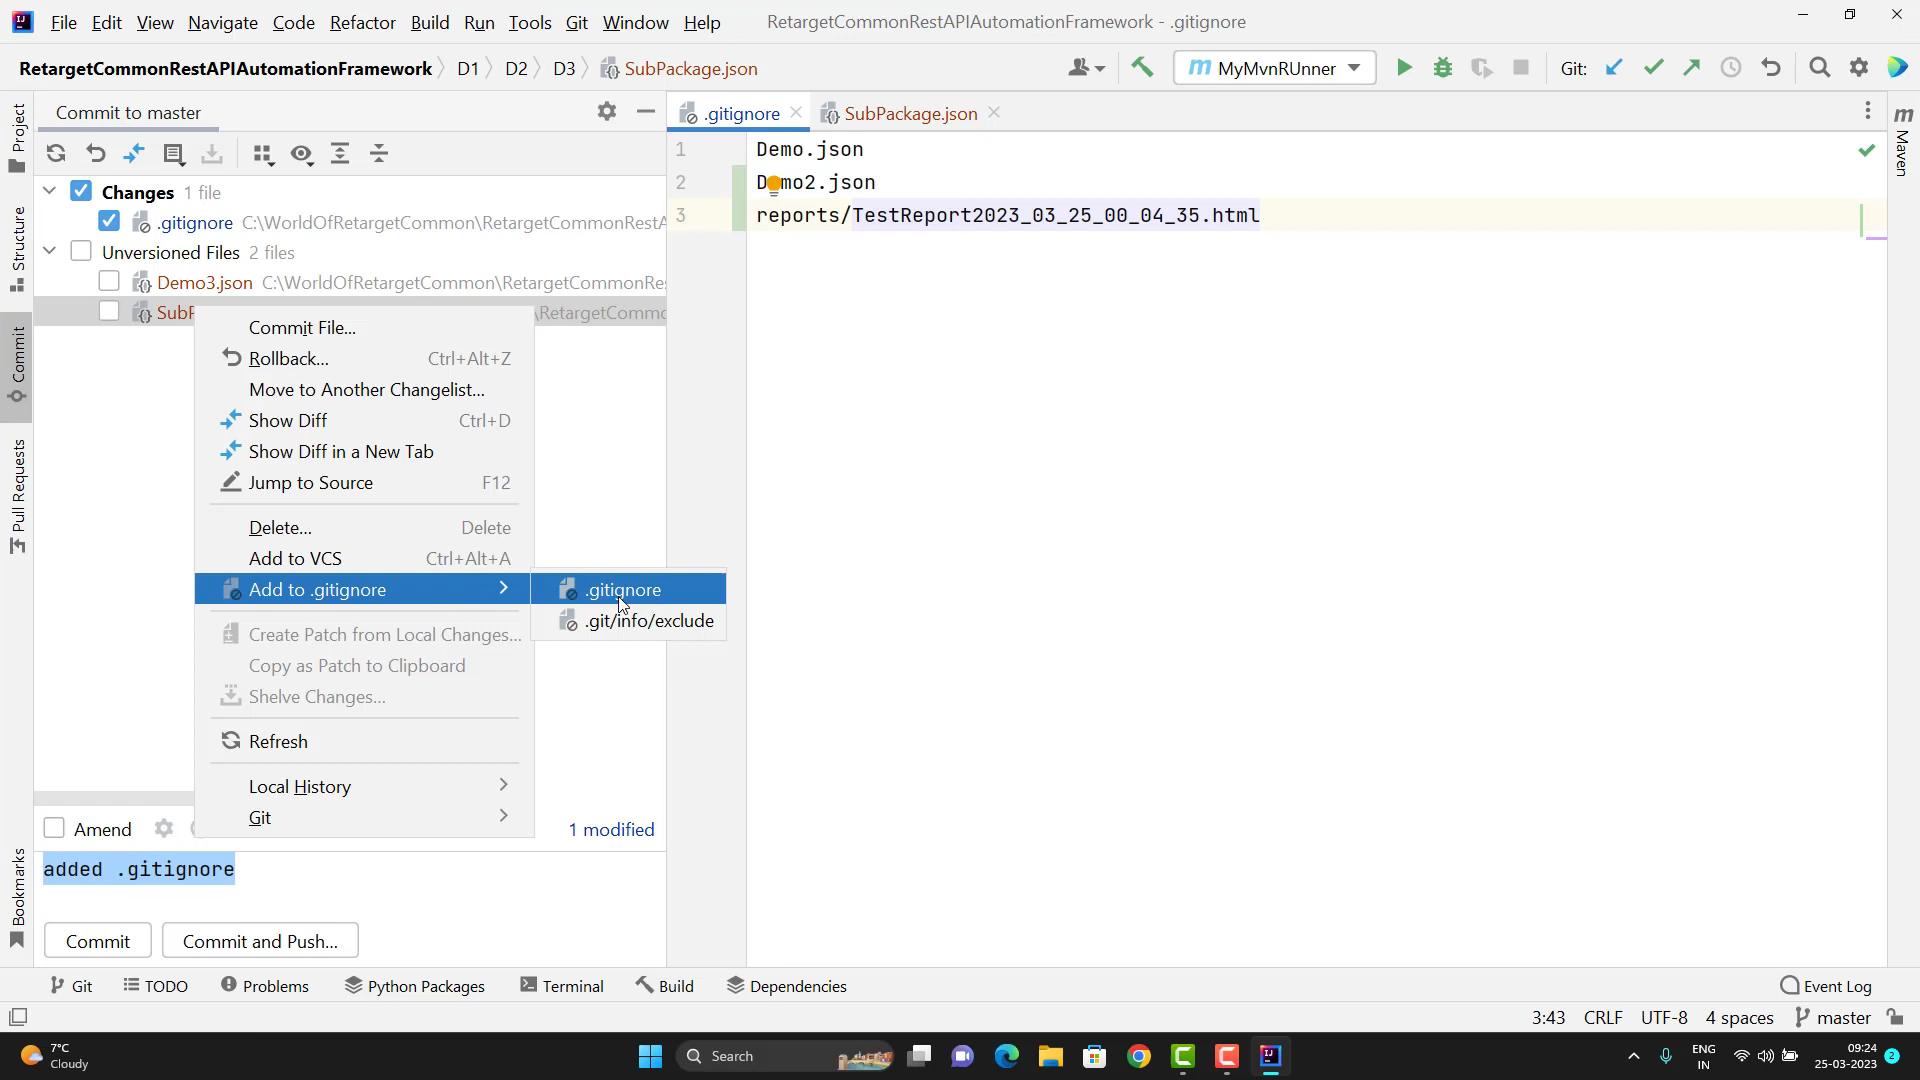 File Edit View Navigate Code Refactor Build Run Tools Git Window Help RetargetCommonRestAPIAutomationFramework - .gitignore
RetargetCommonRestAPIAutomationFramework D1 D2 D3 SubPackage.json MyMvnRUnner Git:
Commit to master
.gitignore SubPackage.json
Changes 1 file
.gitignore C:\WorldOfRetargetCommon\RetargetCommonRestA
Unversioned Files 2 files
Demo3.json C:\WorldOfRetargetCommon\RetargetCommonRes
SubP \RetargetCommo
1 Demo.json
2 D mo2.json
3 reports/TestReport2023_03_25_00_04_35.html
Commit File...
Rollback... Ctrl+Alt+Z
Move to Another Changelist...
Show Diff Ctrl+D
Show Diff in a New Tab
Jump to Source F12
Delete... Delete
Add to VCS Ctrl+Alt+A
Add to .gitignore
.gitignore
.git/info/exclude
Create Patch from Local Changes...
Copy as Patch to Clipboard
Shelve Changes...
Refresh
Local History
Git
Amend 1 modified
added .gitignore
Commit Commit and Push...
Project
Structure
Commit
Pull Requests
Bookmarks
m
Maven
Git TODO Problems Python Packages Terminal Build Dependencies Event Log
3:43 CRLF UTF-8 4 spaces master
7°C
Cloudy
Search
ENG
IN
09:24
25-03-2023
2